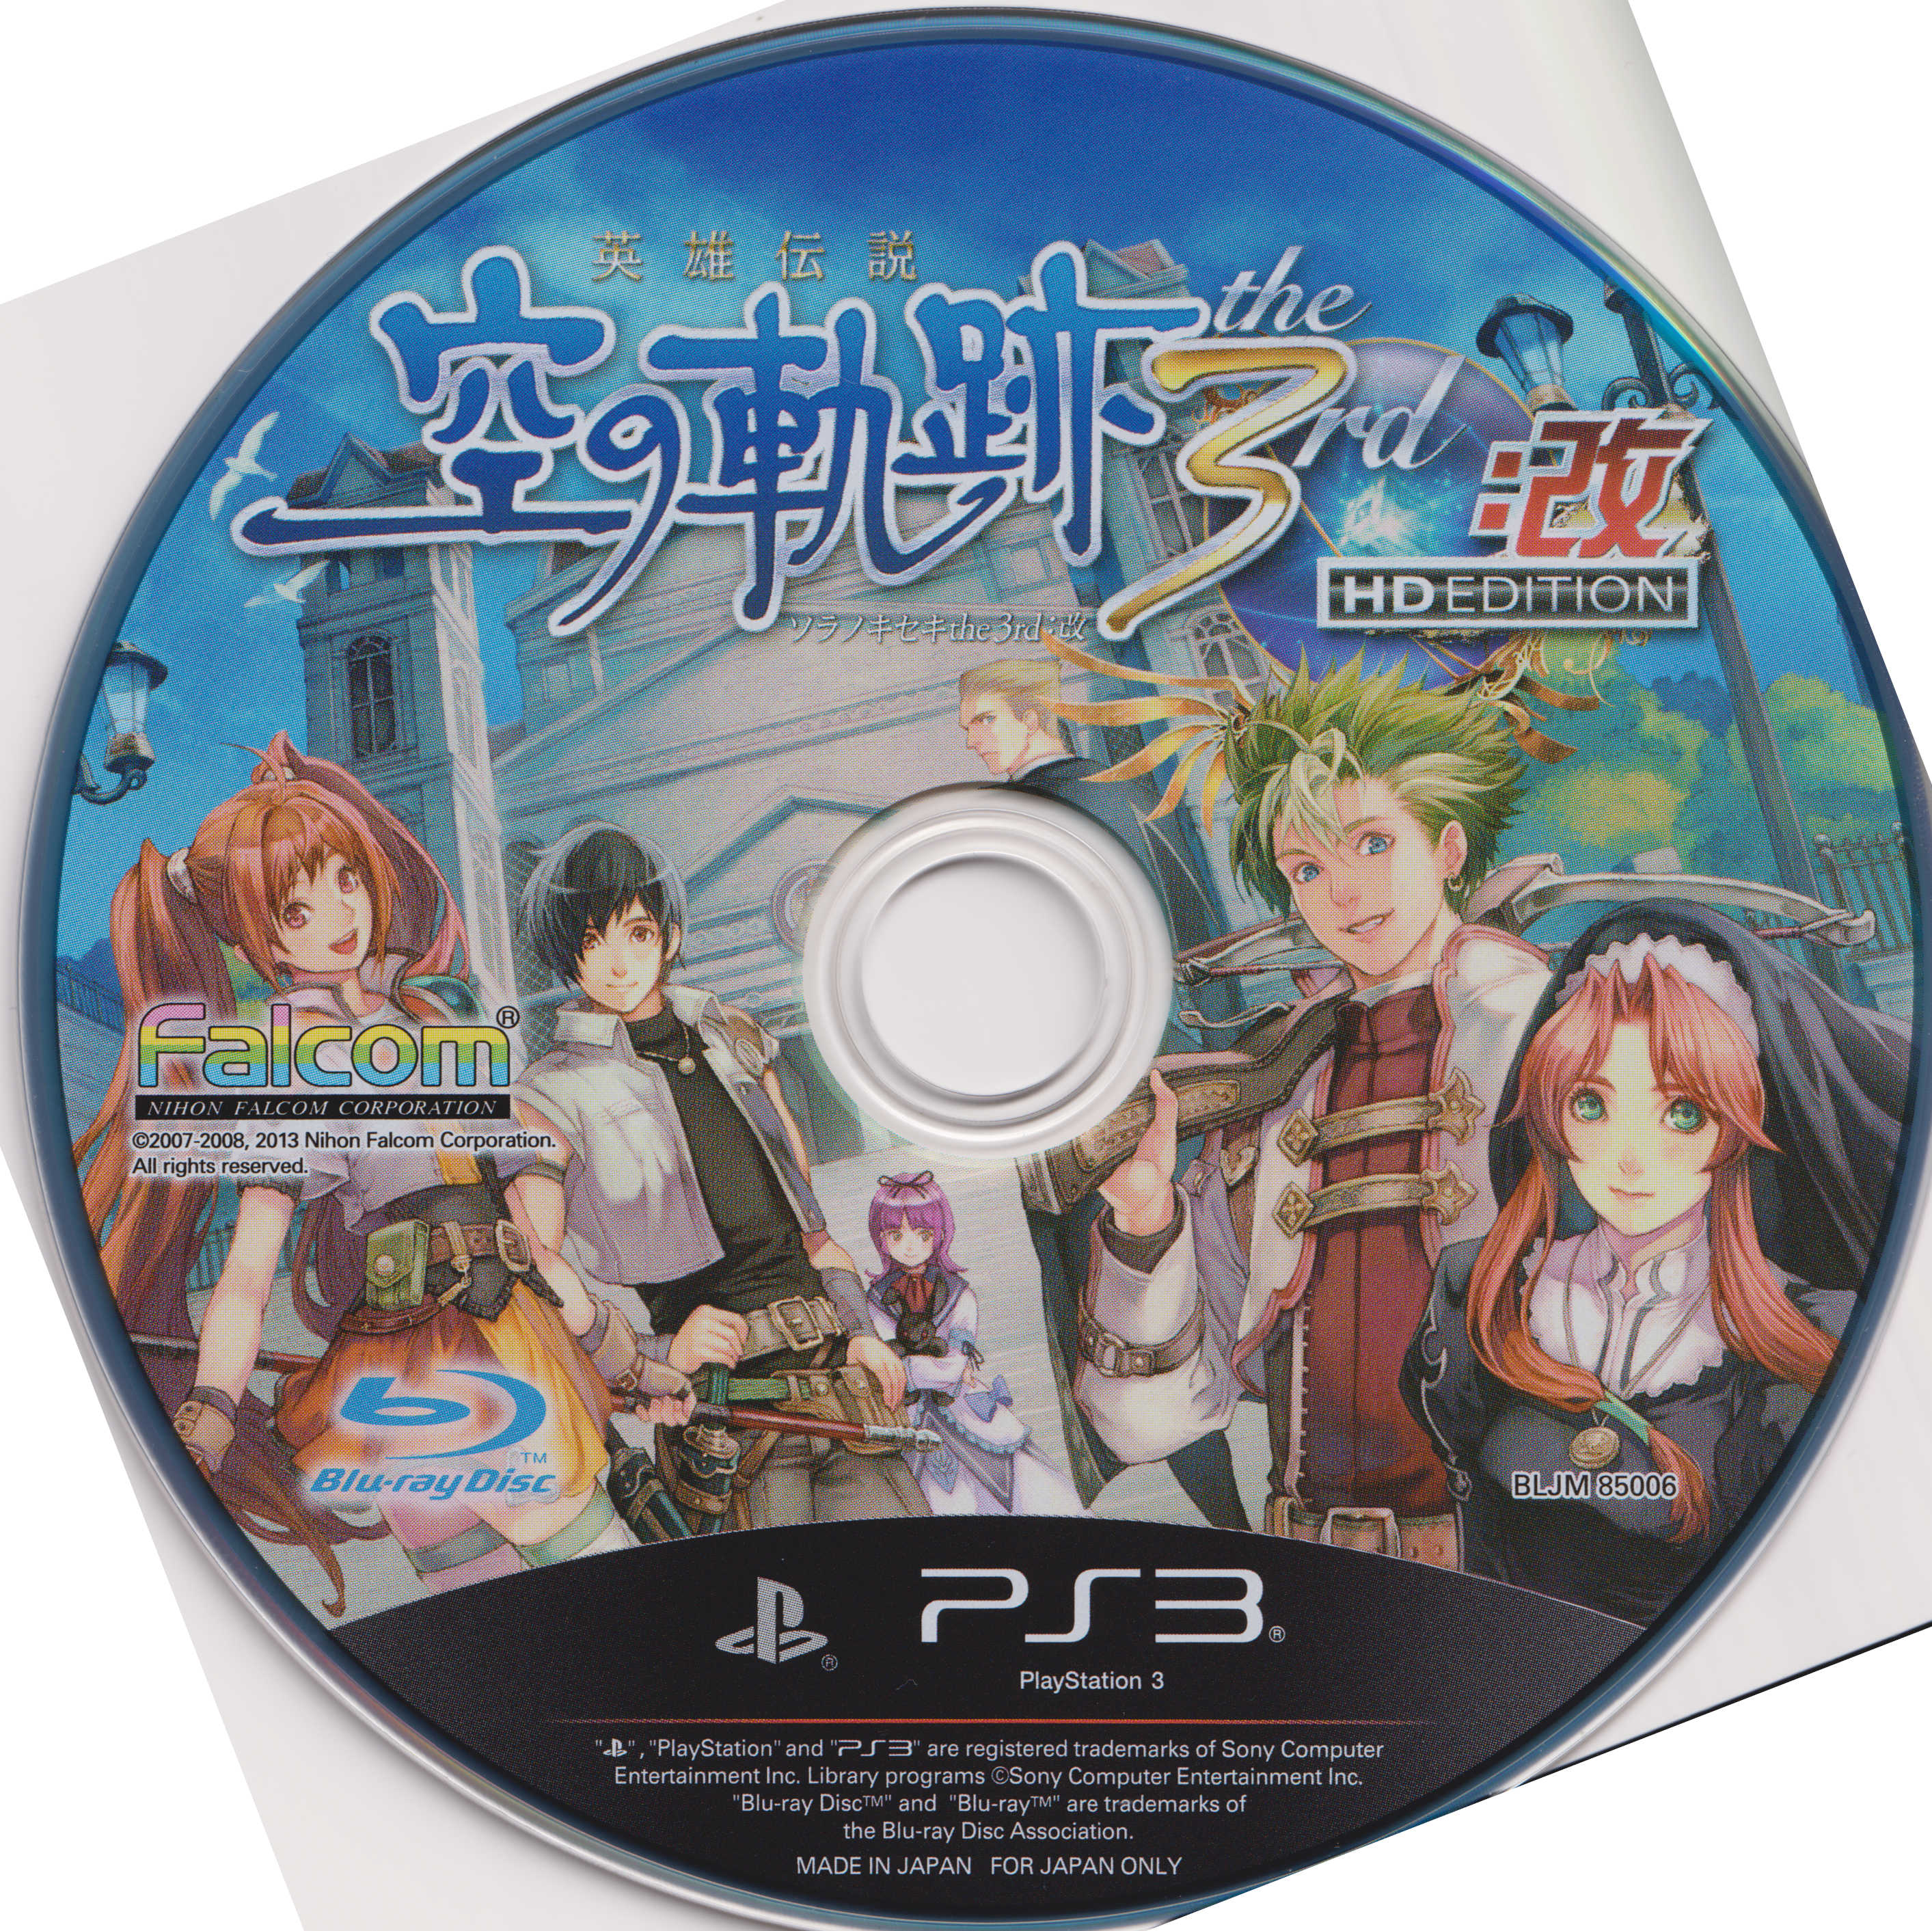 英雄伝説
空の軌跡 the 3rd :改
HD EDITION
ソラノキセキ the 3rd :改
Falcom®
NIHON FALCOM CORPORATION
©2007-2008, 2013 Nihon Falcom Corporation.
All rights reserved.
Blu-ray Disc™
BLJM 85006
PS3®
PlayStation 3
"PS", "PlayStation" and "PS3" are registered trademarks of Sony Computer
Entertainment Inc. Library programs ©Sony Computer Entertainment Inc.
"Blu-ray Disc™" and "Blu-ray™" are trademarks of
the Blu-ray Disc Association.
MADE IN JAPAN FOR JAPAN ONLY